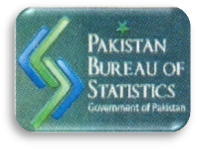 PAKISTAN
BUREAU OF
STATISTICS
Government of Pakistan